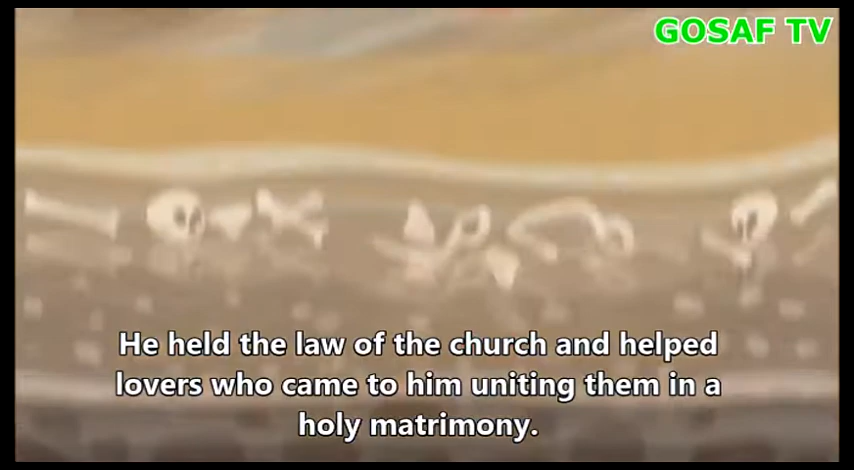 GOSAF TV
He held the law of the church and helped
lovers who came to him uniting them in a
holy matrimony.